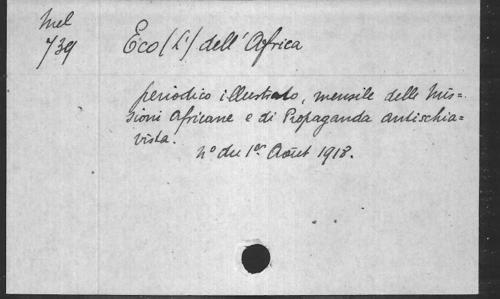 Mel
739
Eco (L') dell' Africa
periodico illustrato, mensile delle Mis=
sioni Africane e di Propaganda antischia=
vista.
N° du 1er Août 1918.